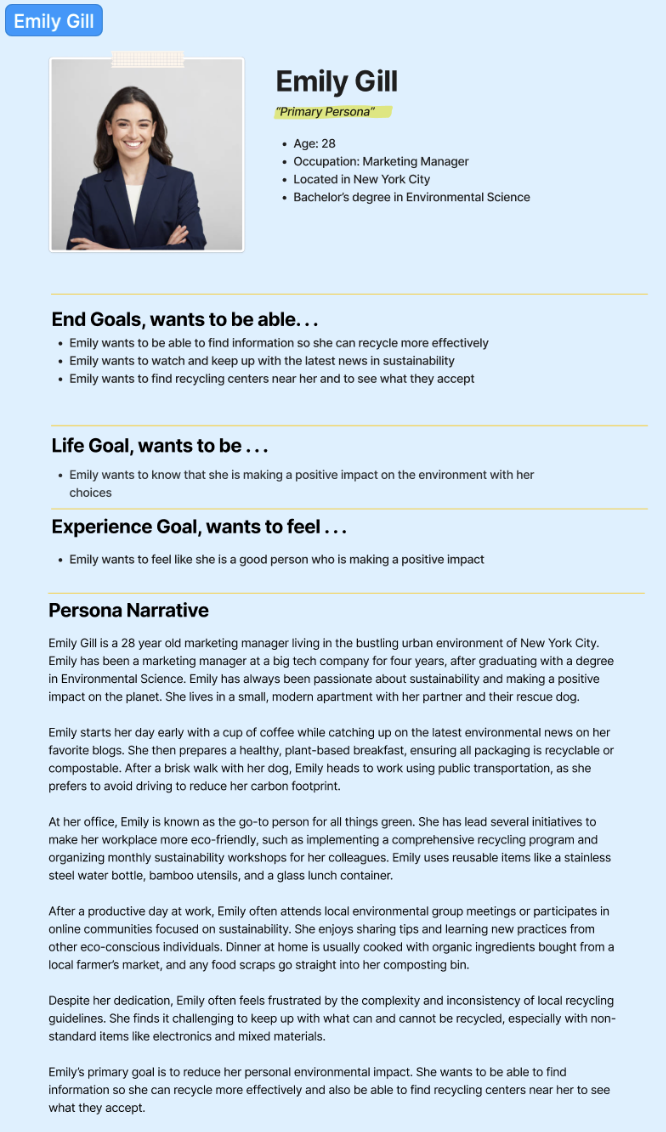 Emily Gill
Emily Gill
“Primary Persona”
• Age: 28
• Occupation: Marketing Manager
• Located in New York City
• Bachelor’s degree in Environmental Science
End Goals, wants to be able. . .
• Emily wants to be able to find information so she can recycle more effectively
• Emily wants to watch and keep up with the latest news in sustainability
• Emily wants to find recycling centers near her and to see what they accept
Life Goal, wants to be . . .
• Emily wants to know that she is making a positive impact on the environment with her
choices
Experience Goal, wants to feel . . .
• Emily wants to feel like she is a good person who is making a positive impact
Persona Narrative
Emily Gill is a 28 year old marketing manager living in the bustling urban environment of New York City.
Emily has been a marketing manager at a big tech company for four years, after graduating with a degree
in Environmental Science. Emily has always been passionate about sustainability and making a positive
impact on the planet. She lives in a small, modern apartment with her partner and their rescue dog.
Emily starts her day early with a cup of coffee while catching up on the latest environmental news on her
favorite blogs. She then prepares a healthy, plant-based breakfast, ensuring all packaging is recyclable or
compostable. After a brisk walk with her dog, Emily heads to work using public transportation, as she
prefers to avoid driving to reduce her carbon footprint.
At her office, Emily is known as the go-to person for all things green. She has lead several initiatives to
make her workplace more eco-friendly, such as implementing a comprehensive recycling program and
organizing monthly sustainability workshops for her colleagues. Emily uses reusable items like a stainless
steel water bottle, bamboo utensils, and a glass lunch container.
After a productive day at work, Emily often attends local environmental group meetings or participates in
online communities focused on sustainability. She enjoys sharing tips and learning new practices from
other eco-conscious individuals. Dinner at home is usually cooked with organic ingredients bought from a
local farmer’s market, and any food scraps go straight into her composting bin.
Despite her dedication, Emily often feels frustrated by the complexity and inconsistency of local recycling
guidelines. She finds it challenging to keep up with what can and cannot be recycled, especially with non-
standard items like electronics and mixed materials.
Emily’s primary goal is to reduce her personal environmental impact. She wants to be able to find
information so she can recycle more effectively and also be able to find recycling centers near her to see
what they accept.